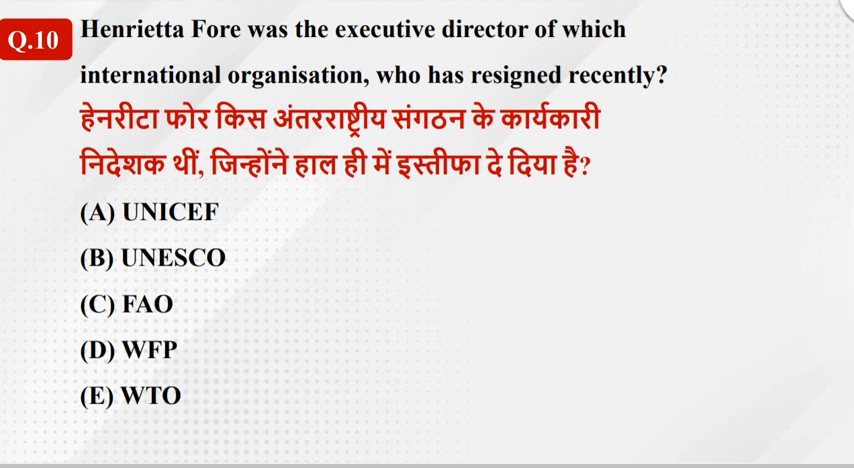 Q.10
Henrietta Fore was the executive director of which
international organisation, who has resigned recently?
हेनरीटा फोर किस अंतरराष्ट्रीय संगठन के कार्यकारी
निदेशक थीं, जिन्होंने हाल ही में इस्तीफा दे दिया है?
(A) UNICEF
(B) UNESCO
(C) FAO
(D) WFP
(E) WTO